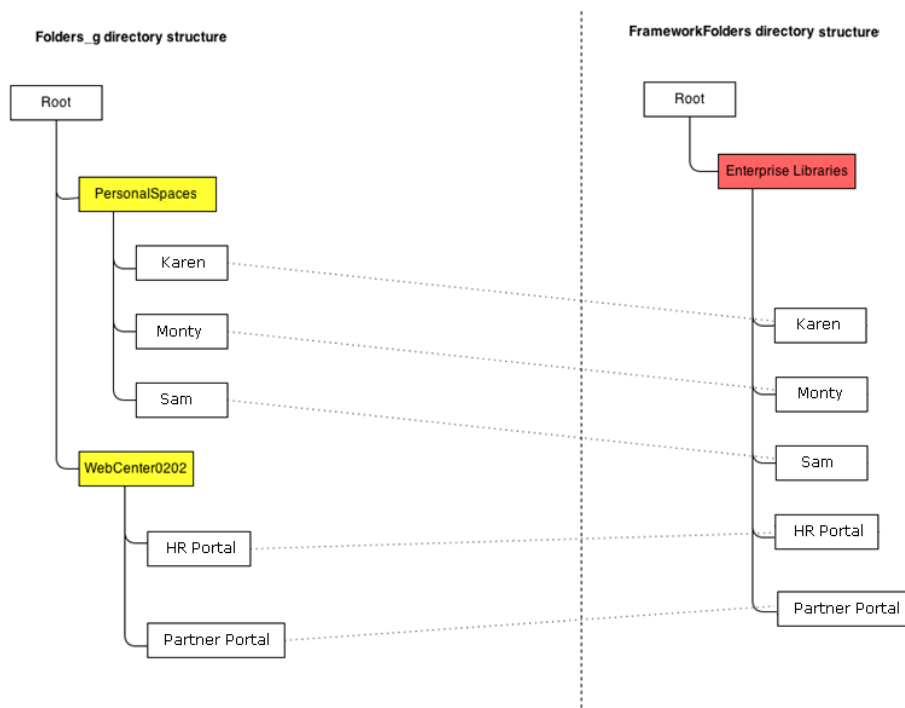 Folders_g directory structure
Root
PersonalSpaces
Karen
Monty
Sam
WebCenter0202
HR Portal
Partner Portal
FrameworkFolders directory structure
Root
Enterprise Libraries
Karen
Monty
Sam
HR Portal
Partner Portal